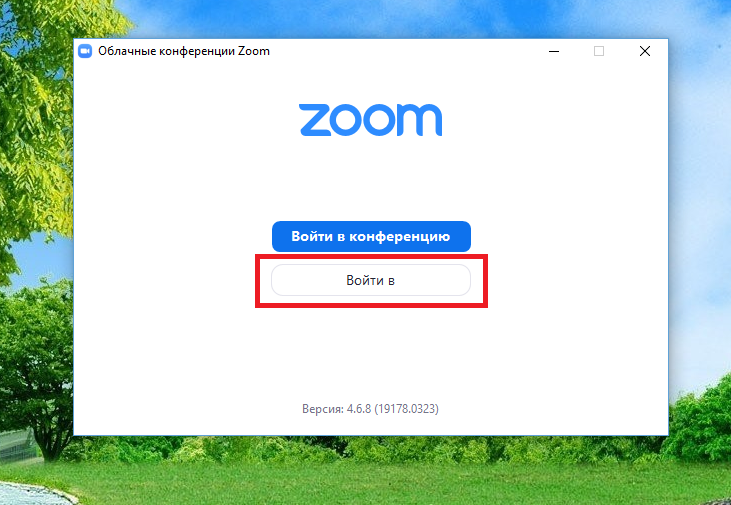 Облачные конференции Zoom
zoom
Войти в конференцию
Войти в
Версия: 4.6.8 (19178.0323)